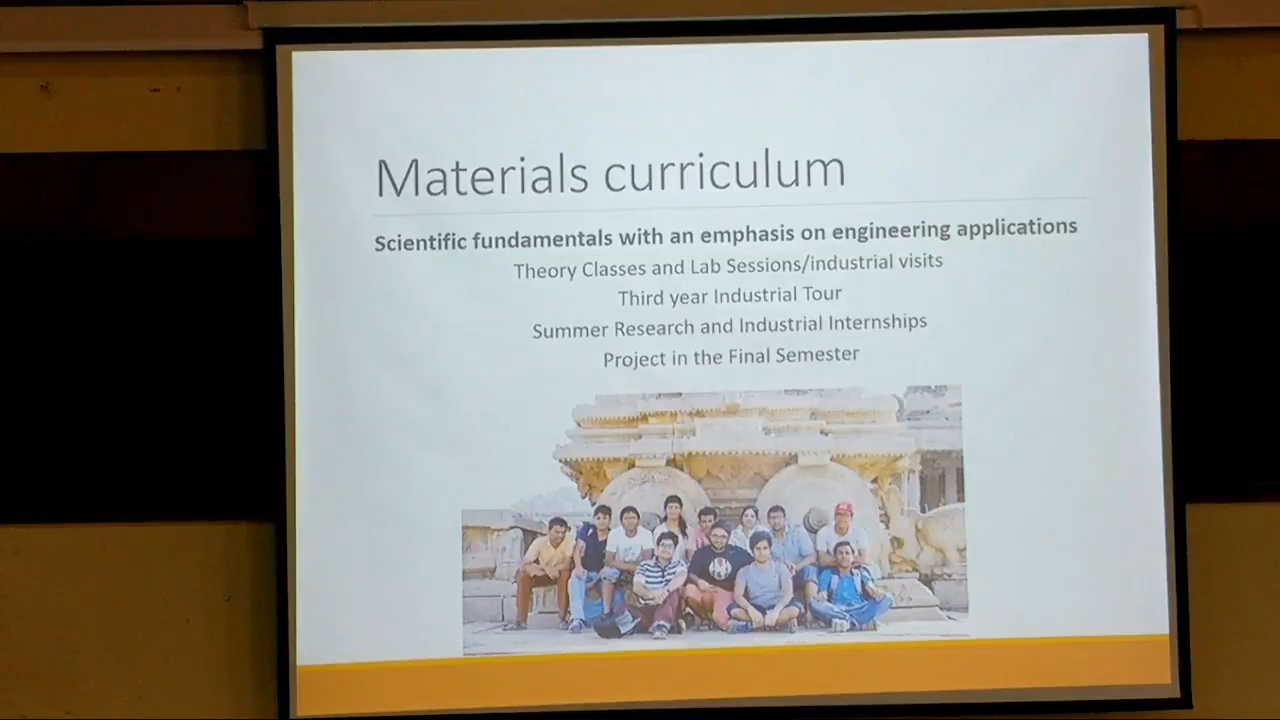 Materials curriculum
Scientific fundamentals with an emphasis on engineering applications
Theory Classes and Lab Sessions/industrial visits
Third year Industrial Tour
Summer Research and Industrial Internships
Project in the Final Semester